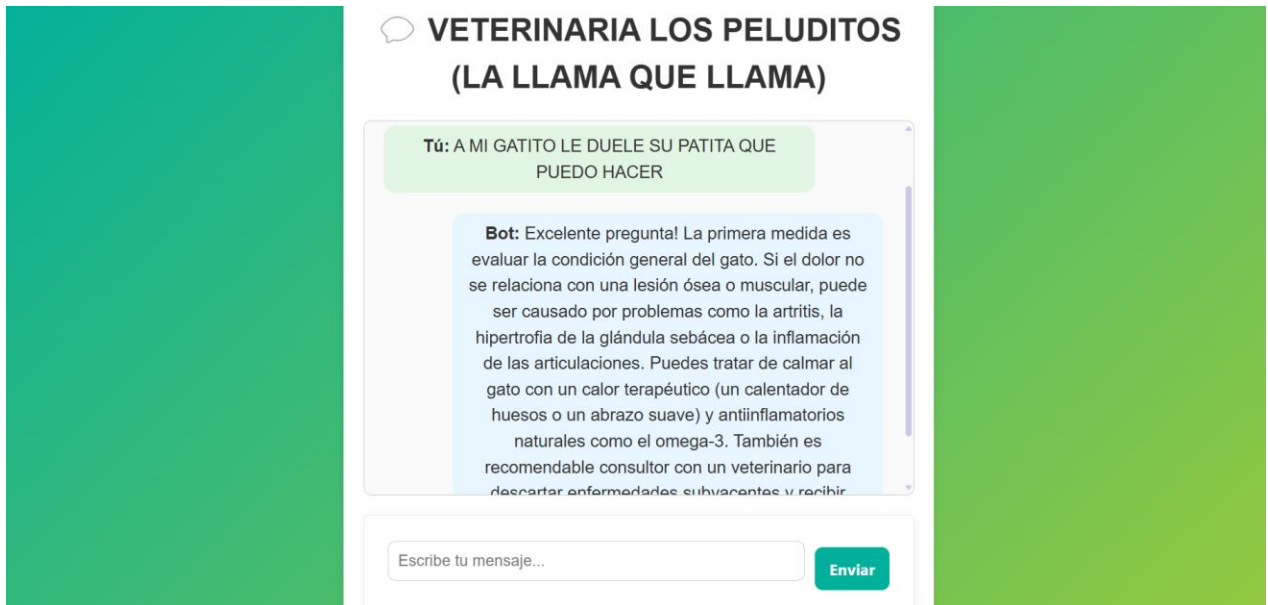 VETERINARIA LOS PELUDITOS
(LA LLAMA QUE LLAMA)
Tú: A MI GATITO LE DUELE SU PATITA QUE
PUEDO HACER
Bot: Excelente pregunta! La primera medida es
evaluar la condición general del gato. Si el dolor no
se relaciona con una lesión ósea o muscular, puede
ser causado por problemas como la artritis, la
hipertrofia de la glándula sebácea o la inflamación
de las articulaciones. Puedes tratar de calmar al
gato con un calor terapéutico (un calentador de
huesos o un abrazo suave) y antiinflamatorios
naturales como el omega-3. También es
recomendable consultor con un veterinario para
descartar enfermedades subyacentes y recibir
Escribe tu mensaje...
Enviar